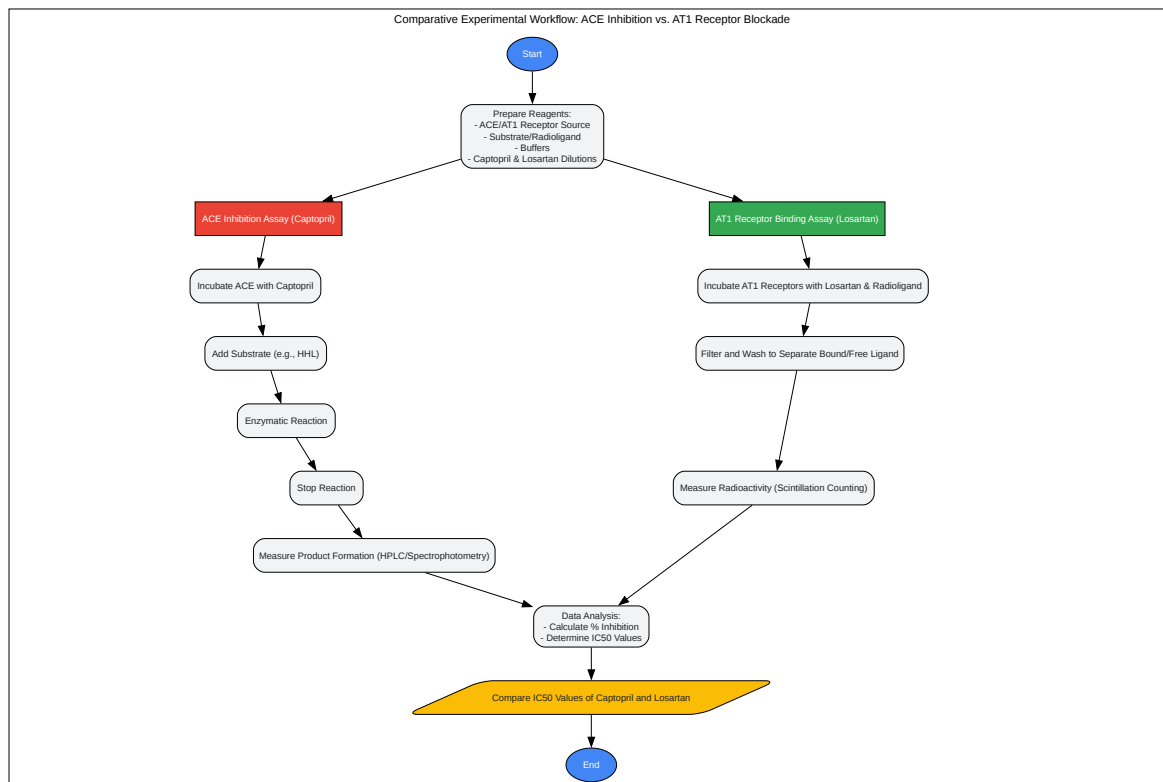 Comparative Experimental Workflow: ACE Inhibition vs. AT1 Receptor Blockade
Start
Prepare Reagents:
- ACE/AT1 Receptor Source
- Substrate/Radioligand
- Buffers
- Captopril & Losartan Dilutions
ACE Inhibition Assay (Captopril)
AT1 Receptor Binding Assay (Losartan)
Incubate ACE with Captopril
Incubate AT1 Receptors with Losartan & Radioligand
Add Substrate (e.g., HHL)
Filter and Wash to Separate Bound/Free Ligand
Enzymatic Reaction
Stop Reaction
Measure Radioactivity (Scintillation Counting)
Measure Product Formation (HPLC/Spectrophotometry)
Data Analysis:
- Calculate % Inhibition
- Determine IC50 Values
Compare IC50 Values of Captopril and Losartan
End